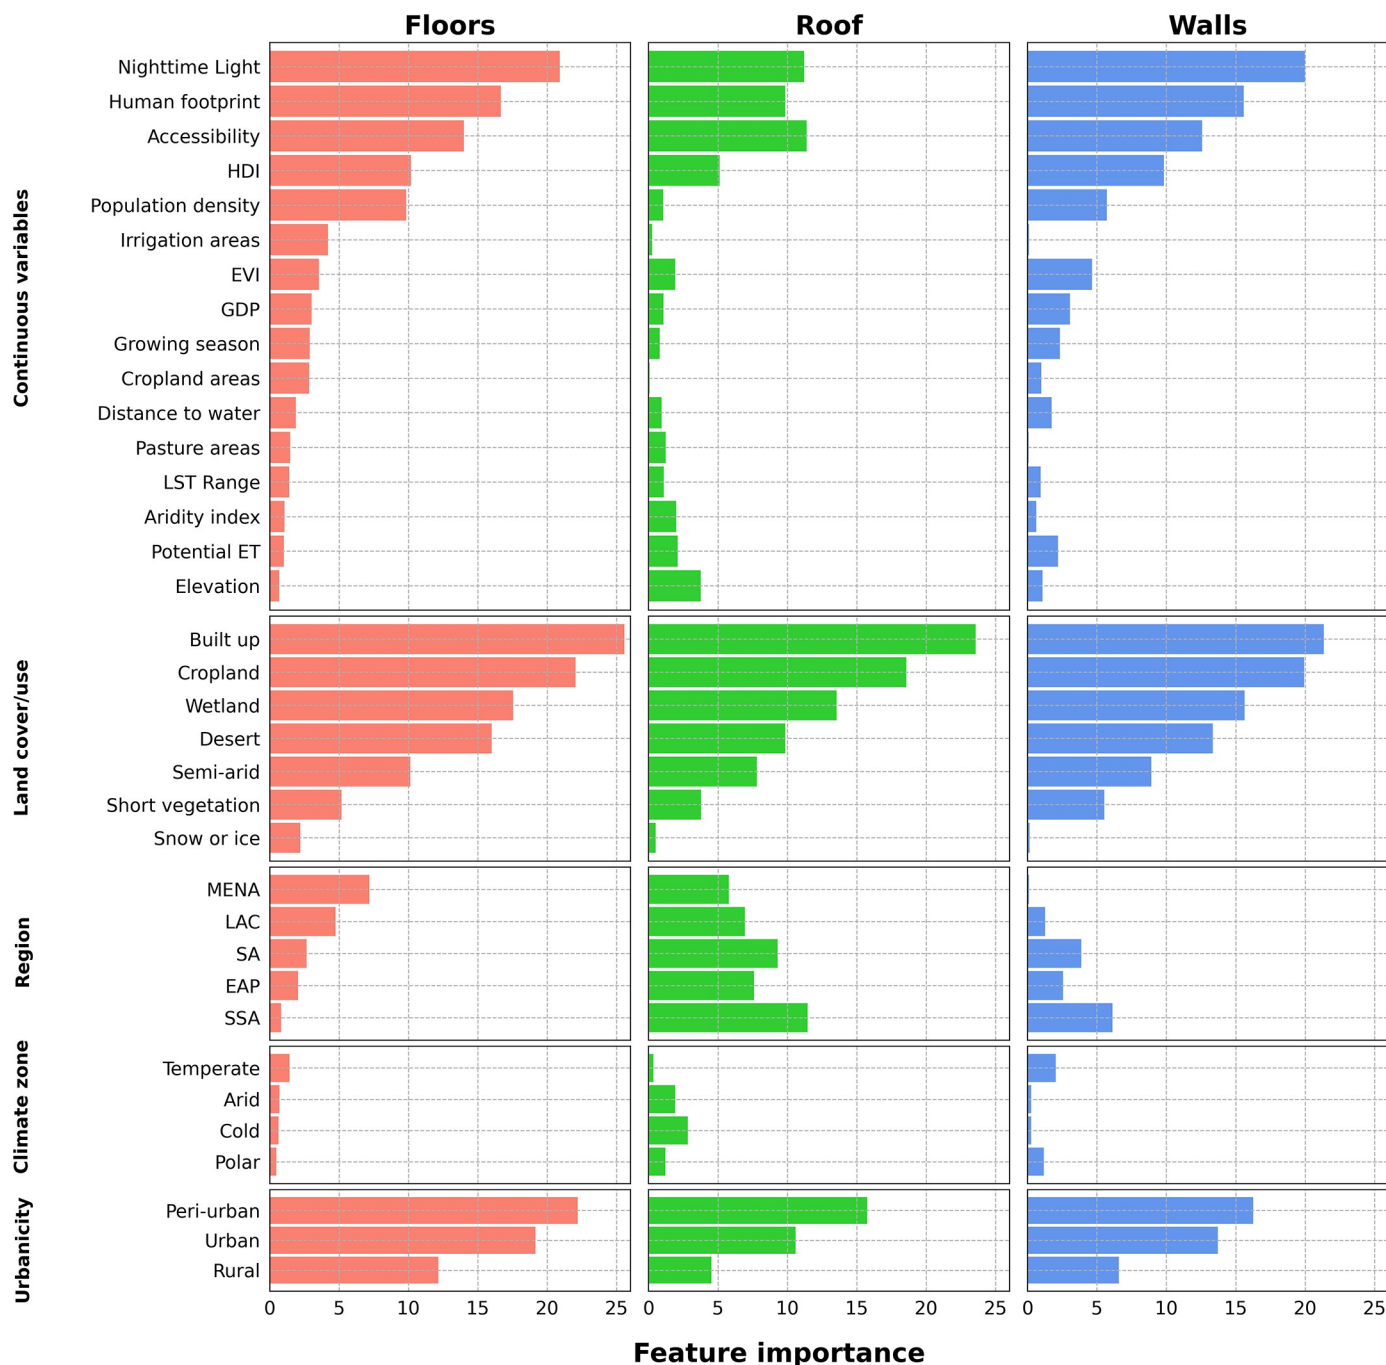 Floors Roof Walls
Continuous variables
Nighttime Light
Human footprint
Accessibility
HDI
Population density
Irrigation areas
EVI
GDP
Growing season
Cropland areas
Distance to water
Pasture areas
LST Range
Aridity index
Potential ET
Elevation
Land cover/use
Built up
Cropland
Wetland
Desert
Semi-arid
Short vegetation
Snow or ice
Region
MENA
LAC
SA
EAP
SSA
Climate zone
Temperate
Arid
Cold
Polar
Urbanicity
Peri-urban
Urban
Rural
0 5 10 15 20 25 0 5 10 15 20 25 0 5 10 15 20 25
Feature importance